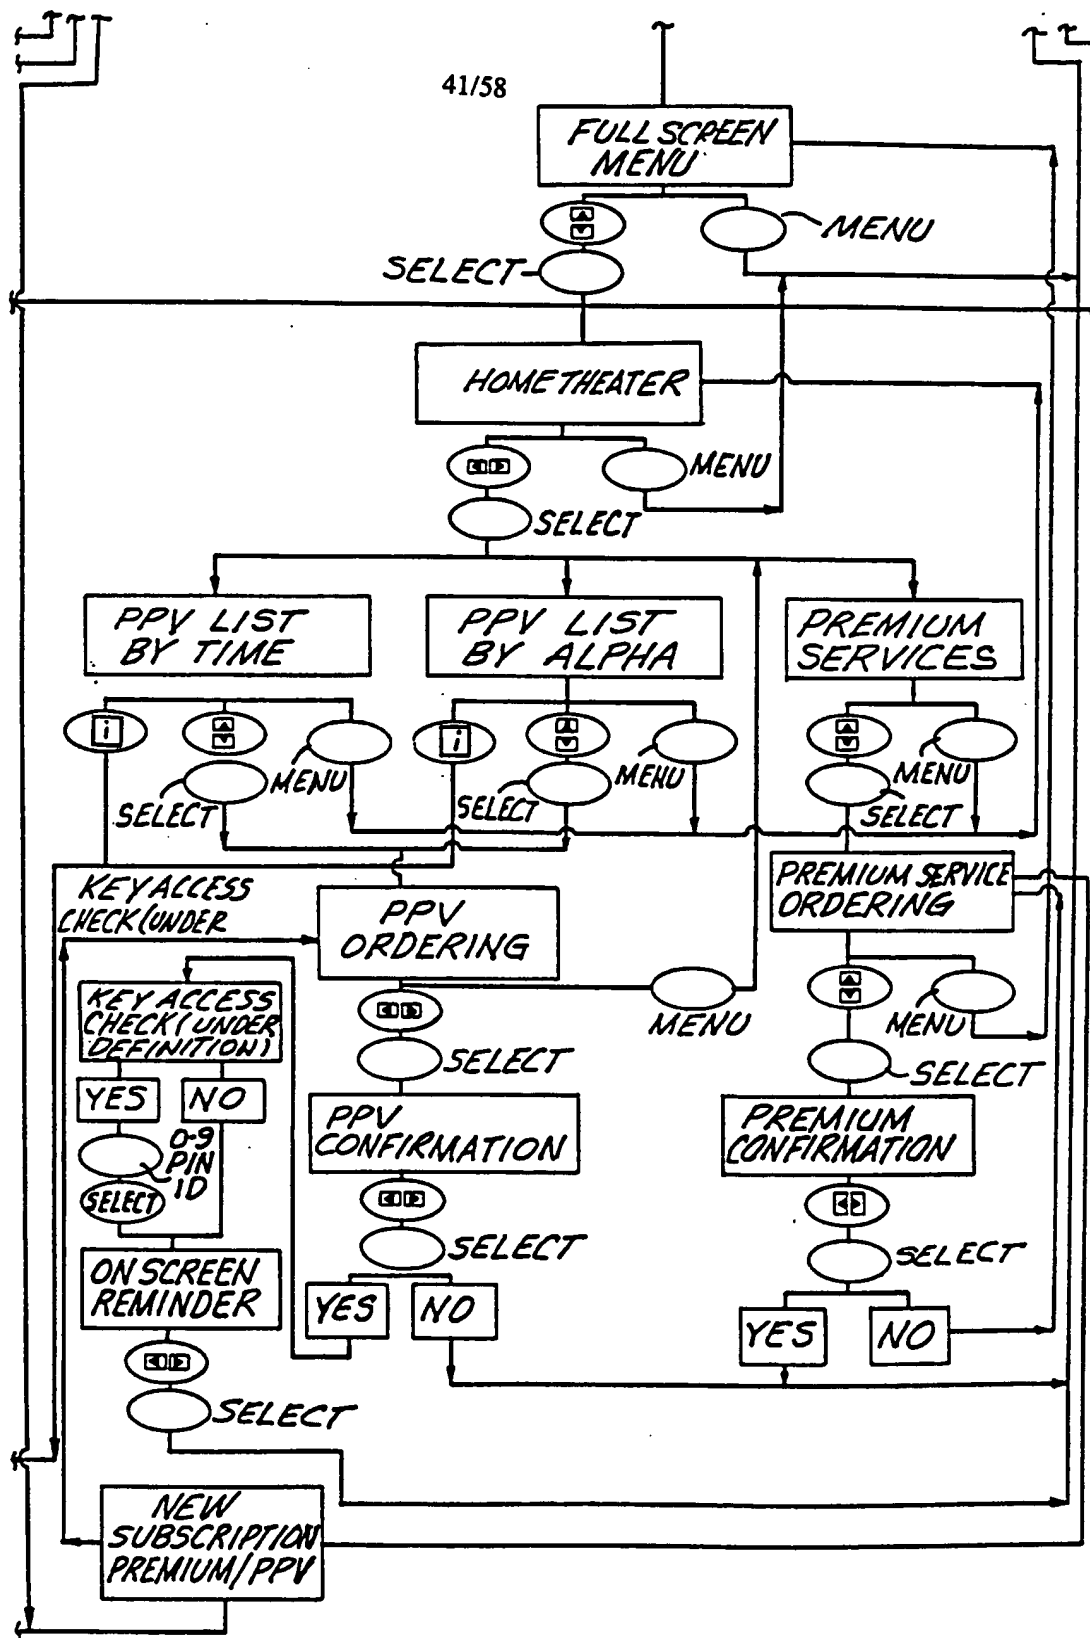 41/58
FULL SCREEN
MENU
MENU
SELECT
HOME THEATER
MENU
SELECT
PPV LIST
BY TIME
PPV LIST
BY ALPHA
PREMIUM
SERVICES
i
MENU
SELECT
i
MENU
SELECT
MENU
SELECT
KEY ACCESS
CHECK (UNDER
PPV
ORDERING
PREMIUM SERVICE
ORDERING
KEY ACCESS
CHECK (UNDER
DEFINITION)
MENU
MENU
SELECT
SELECT
YES
NO
PPV
CONFIRMATION
PREMIUM
CONFIRMATION
0-9
PIN
ID
SELECT
SELECT
SELECT
ON SCREEN
REMINDER
YES
NO
YES
NO
SELECT
NEW
SUBSCRIPTION
PREMIUM/PPV